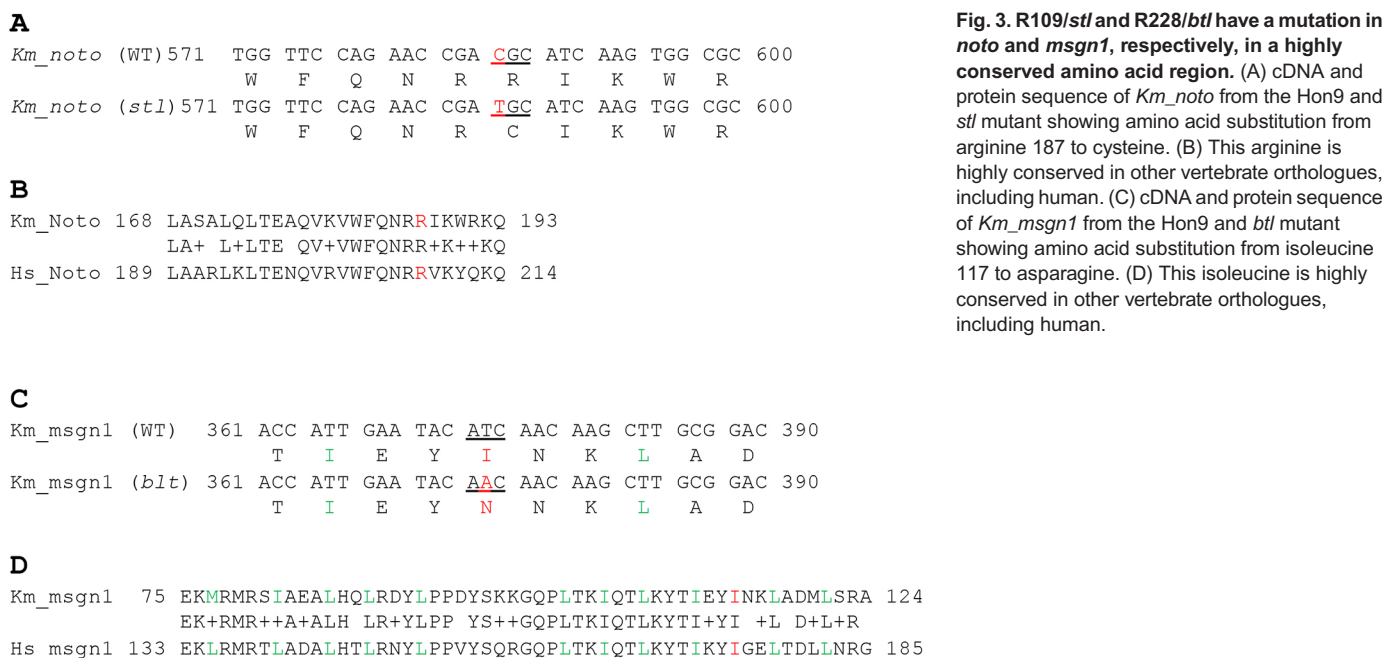 A
Km_noto (WT) 571 TGG TTC CAG AAC CGA CGC ATC AAG TGG CGC 600
W F Q N R R I K W R
Km_noto (stl) 571 TGG TTC CAG AAC CGA TGC ATC AAG TGG CGC 600
W F Q N R C I K W R
B
Km_Noto 168 LASALQLTEAQVKVWFQNRRIKWRKQ 193
LA+ L+LTE QV+VWFQNRR+K++KQ
Hs_Noto 189 LAARLKLTENQVRVWFQNRRVKYQKQ 214
C
Km_msgn1 (WT) 361 ACC ATT GAA TAC ATC AAC AAG CTT GCG GAC 390
T I E Y I N K L A D
Km_msgn1 (blt) 361 ACC ATT GAA TAC AAC AAC AAG CTT GCG GAC 390
T I E Y N N K L A D
D
Km_msgn1 75 EKMRMRSIAEALHQLRDYLPPDYSKKGQPLTKIQTLKYTIEYINKLADMLSRA 124
EK+RMR++A+ALH LR+YLPP YS++GQPLTKIQTLKYTI+YI +L D+L+R
Hs_msgn1 133 EKLRMRTLADALHTLRNYLPPVYSQRGQPLTKIQTLKYTIKYIGELTDLLNRG 185
Fig. 3. R109/stl and R228/btl have a mutation in
noto and msgn1, respectively, in a highly
conserved amino acid region. (A) cDNA and
protein sequence of Km_noto from the Hon9 and
stl mutant showing amino acid substitution from
arginine 187 to cysteine. (B) This arginine is
highly conserved in other vertebrate orthologues,
including human. (C) cDNA and protein sequence
of Km_msgn1 from the Hon9 and btl mutant
showing amino acid substitution from isoleucine
117 to asparagine. (D) This isoleucine is highly
conserved in other vertebrate orthologues,
including human.